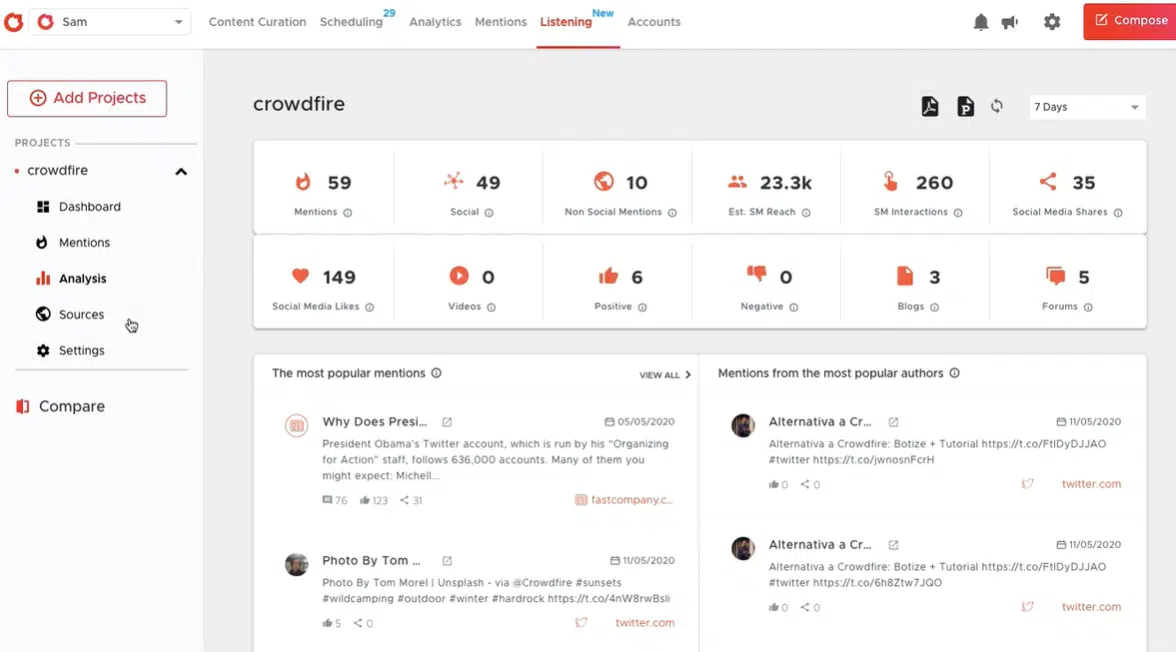 Sam
Content Curation
Scheduling
29
Analytics
Mentions
Listening
New
Accounts
Compose
Add Projects
PROJECTS
crowdfire
Dashboard
Mentions
Analysis
Sources
Settings
Compare
crowdfire
P
7 Days
59
Mentions
49
Social
10
Non Social Mentions
23.3k
Est. SM Reach
260
SM Interactions
35
Social Media Shares
149
Social Media Likes
0
Videos
6
Positive
0
Negative
3
Blogs
5
Forums
The most popular mentions
VIEW ALL
Why Does Presi...
05/05/2020
President Obama's Twitter account, which is run by his "Organizing
for Action" staff, follows 636,000 accounts. Many of them you
might expect: Michell...
76
123
31
fastcompany.c...
Photo By Tom ...
11/05/2020
Photo By Tom Morel | Unsplash - via @Crowdfire #sunsets
#wildcamping #outdoor #winter #hardrock https://t.co/4nW8rwBsli
5
0
twitter.com
Mentions from the most popular authors
Alternativa a Cr...
11/05/2020
Alternativa a Crowdfire: Botize + Tutorial https://t.co/FtIDyDJJAO
#twitter https://t.co/jwnosnFcrH
0
0
twitter.com
Alternativa a Cr...
11/05/2020
Alternativa a Crowdfire: Botize + Tutorial https://t.co/FtIDyDJJAO
#twitter https://t.co/6h8Ztw7JQO
0
0
twitter.com